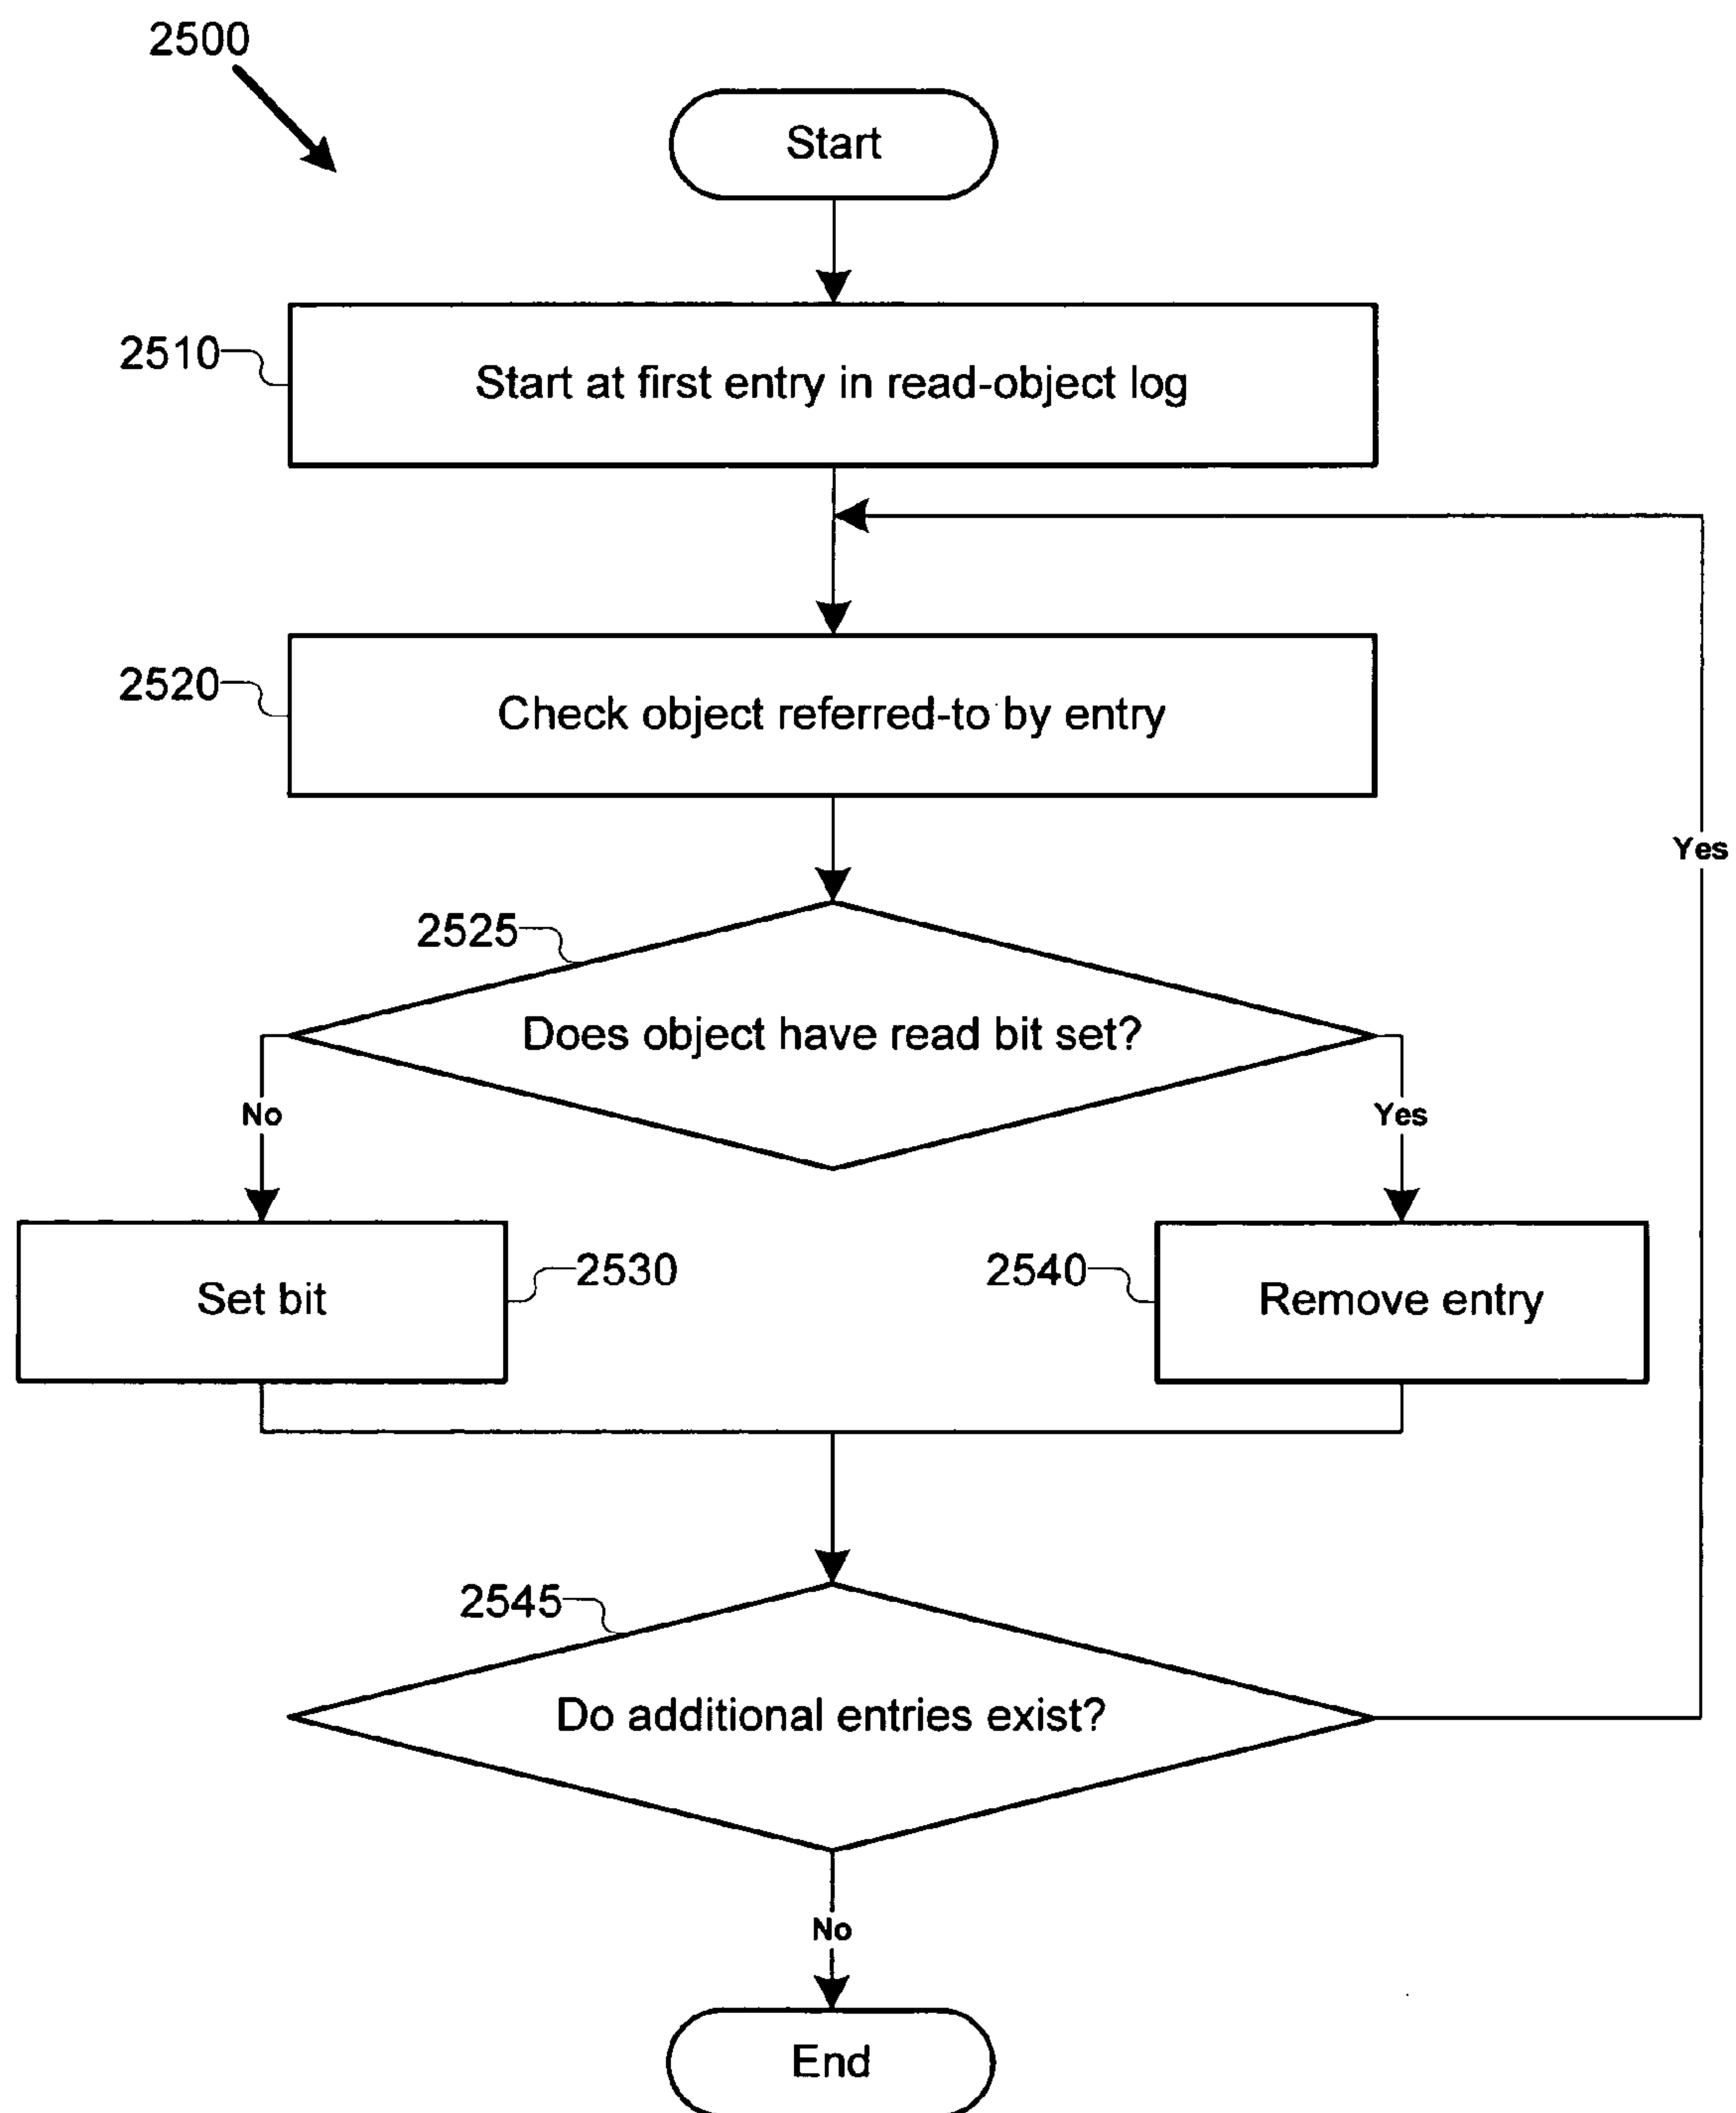 2500
Start
2510
Start at first entry in read-object log
2520
Check object referred-to by entry
Yes
2525
Does object have read bit set?
No
Yes
Set bit
2530
2540
Remove entry
2545
Do additional entries exist?
No
End